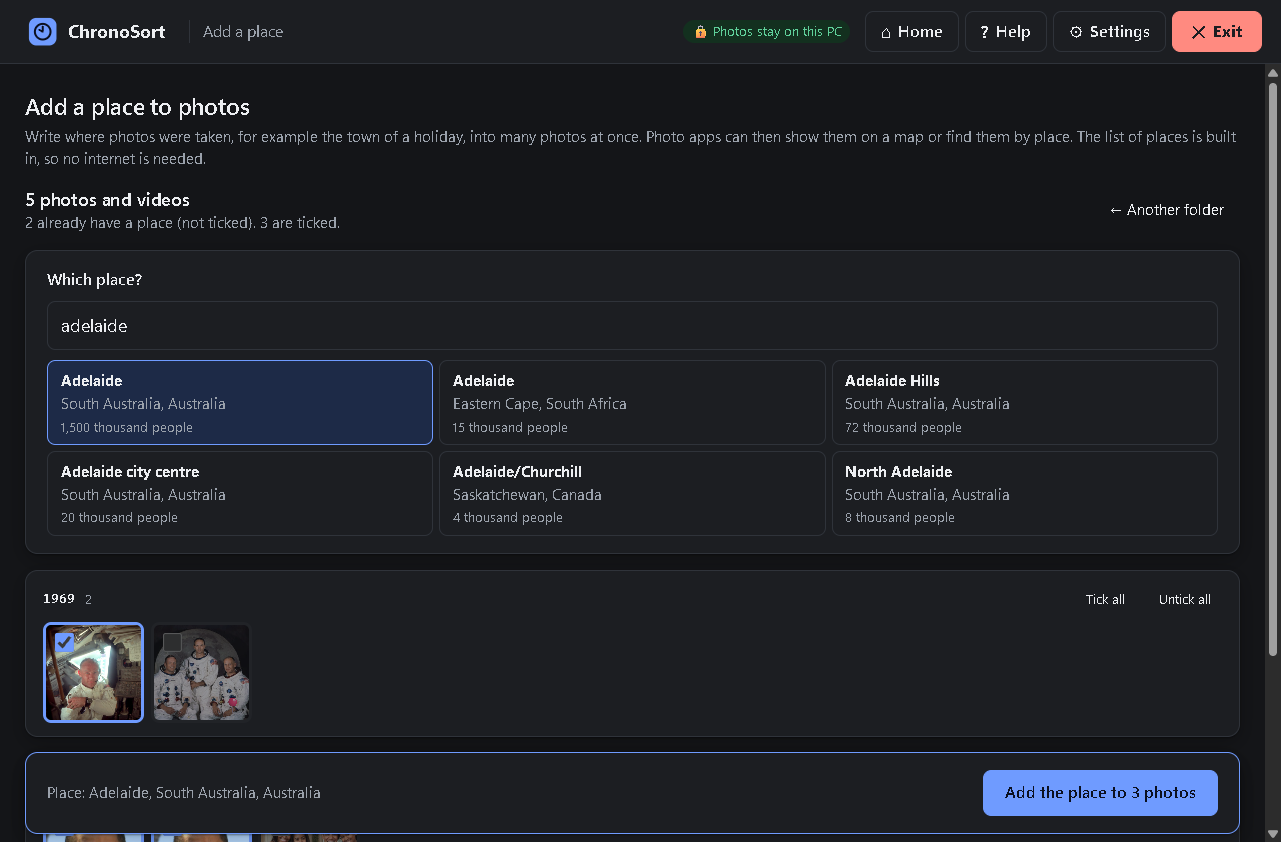 ChronoSort
Add a place
Photos stay on this PC
Home
? Help
Settings
Exit
Add a place to photos
Write where photos were taken, for example the town of a holiday, into many photos at once. Photo apps can then show them on a map or find them by place. The list of places is built
in, so no internet is needed.
5 photos and videos
2 already have a place (not ticked). 3 are ticked.
← Another folder
Which place?
adelaide
Adelaide
South Australia, Australia
1,500 thousand people
Adelaide
Eastern Cape, South Africa
15 thousand people
Adelaide Hills
South Australia, Australia
72 thousand people
Adelaide city centre
South Australia, Australia
20 thousand people
Adelaide/Churchill
Saskatchewan, Canada
4 thousand people
North Adelaide
South Australia, Australia
8 thousand people
1969 2
Tick all
Untick all
Place: Adelaide, South Australia, Australia
Add the place to 3 photos